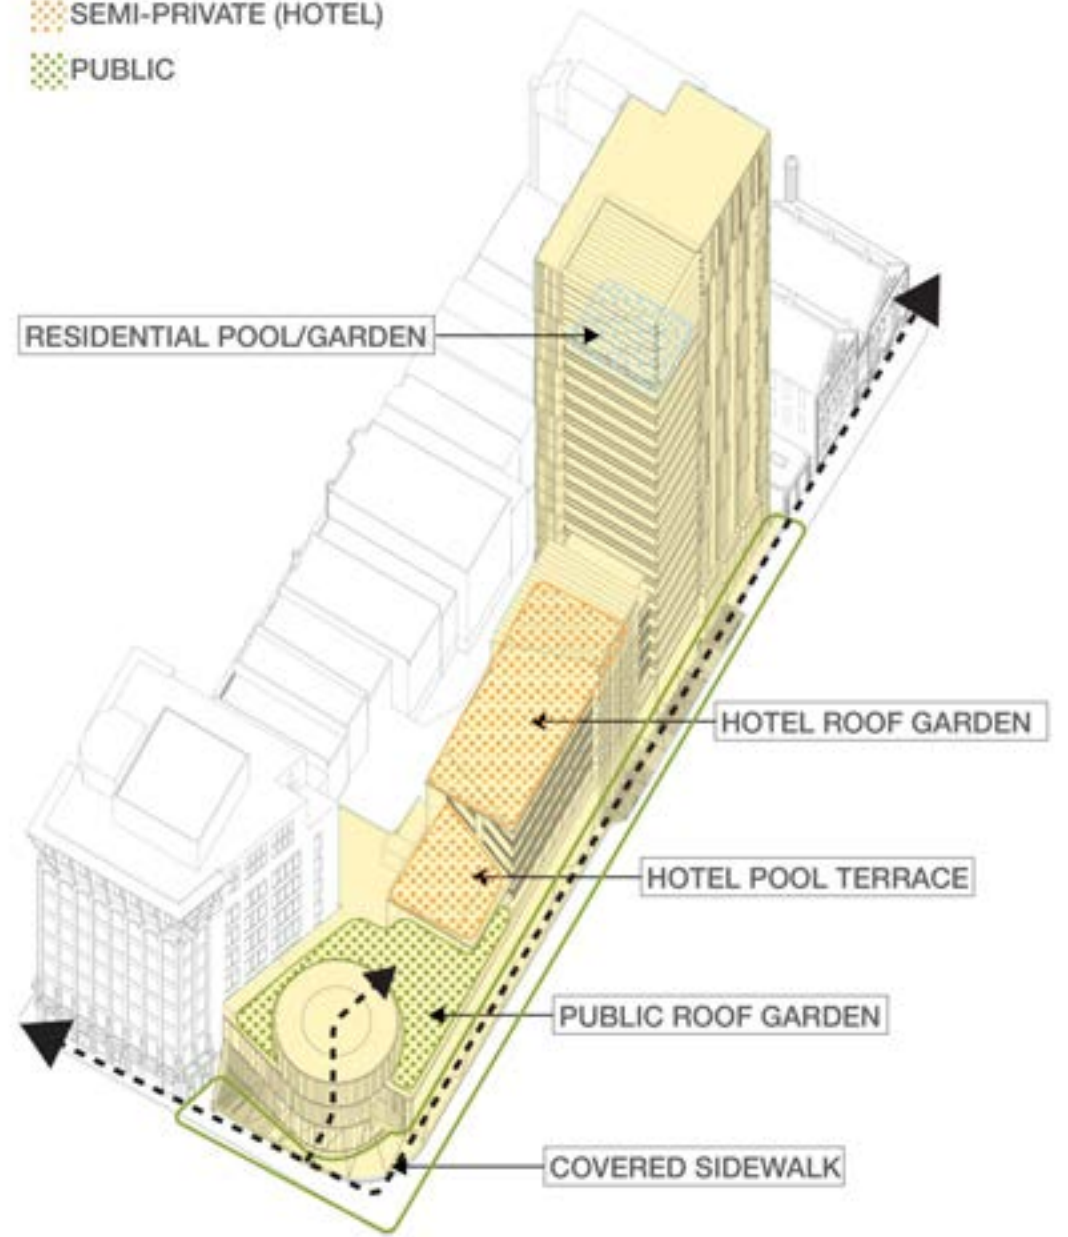 SEMI-PRIVATE (HOTEL)
PUBLIC
RESIDENTIAL POOL/GARDEN
HOTEL ROOF GARDEN
HOTEL POOL TERRACE
PUBLIC ROOF GARDEN
COVERED SIDEWALK